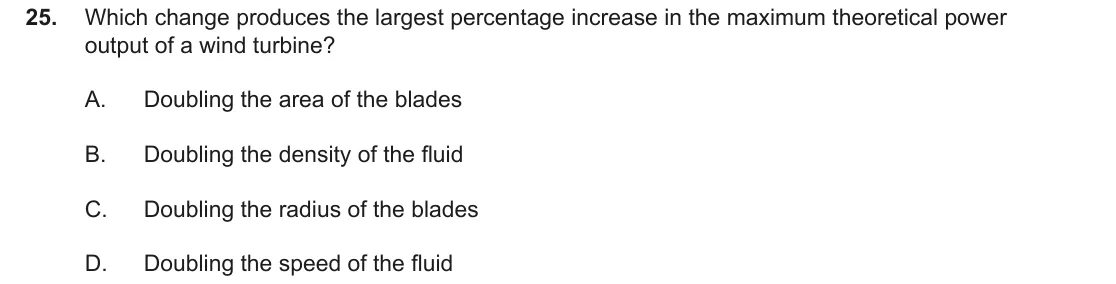 25. Which change produces the largest percentage increase in the maximum theoretical power
output of a wind turbine?
A. Doubling the area of the blades
B. Doubling the density of the fluid
C. Doubling the radius of the blades
D. Doubling the speed of the fluid